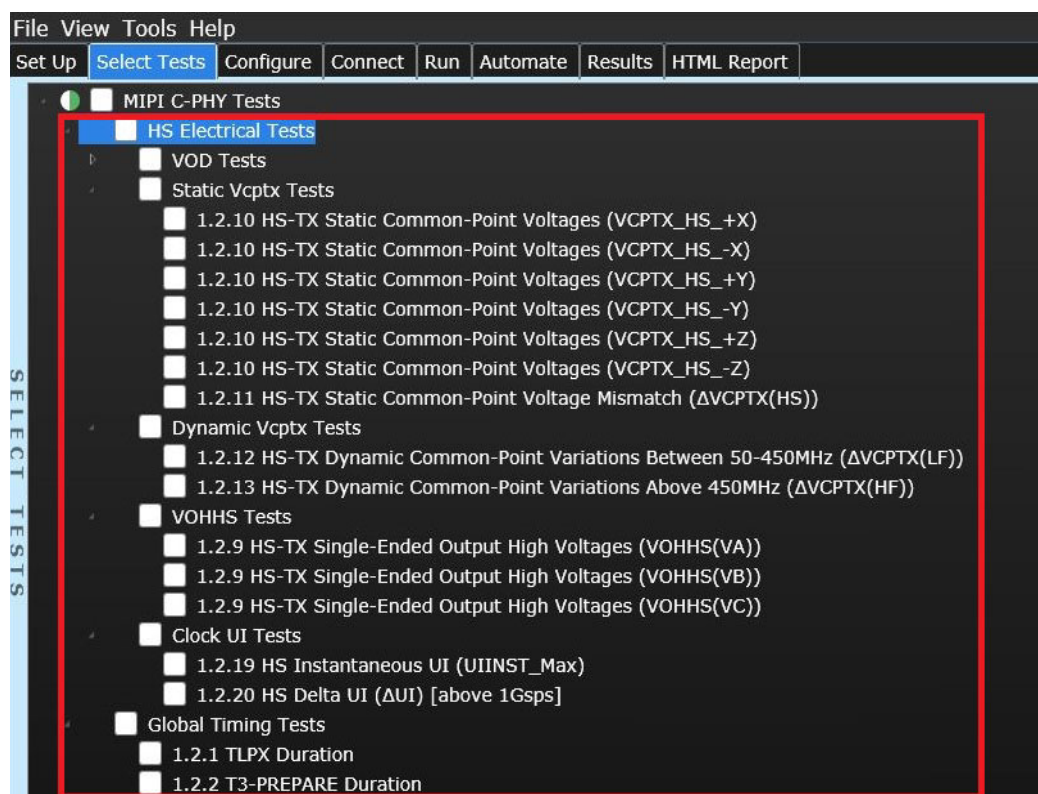 File View Tools Help
Set Up Select Tests Configure Connect Run Automate Results HTML Report
MIPI C-PHY Tests
HS Electrical Tests
VOD Tests
Static Vcptx Tests
1.2.10 HS-TX Static Common-Point Voltages (VCPTX_HS_+X)
1.2.10 HS-TX Static Common-Point Voltages (VCPTX_HS_-X)
1.2.10 HS-TX Static Common-Point Voltages (VCPTX_HS_+Y)
1.2.10 HS-TX Static Common-Point Voltages (VCPTX_HS_-Y)
1.2.10 HS-TX Static Common-Point Voltages (VCPTX_HS_+Z)
1.2.10 HS-TX Static Common-Point Voltages (VCPTX_HS_-Z)
1.2.11 HS-TX Static Common-Point Voltage Mismatch (ΔVCPTX(HS))
Dynamic Vcptx Tests
1.2.12 HS-TX Dynamic Common-Point Variations Between 50-450MHz (ΔVCPTX(LF))
1.2.13 HS-TX Dynamic Common-Point Variations Above 450MHz (ΔVCPTX(HF))
VOHHS Tests
1.2.9 HS-TX Single-Ended Output High Voltages (VOHHS(VA))
1.2.9 HS-TX Single-Ended Output High Voltages (VOHHS(VB))
1.2.9 HS-TX Single-Ended Output High Voltages (VOHHS(VC))
Clock UI Tests
1.2.19 HS Instantaneous UI (UIINST_Max)
1.2.20 HS Delta UI (ΔUI) [above 1Gsps]
Global Timing Tests
1.2.1 TLPX Duration
1.2.2 T3-PREPARE Duration
SELECT TESTS